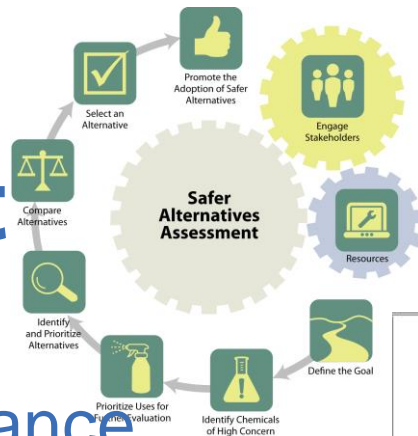 Promote the
Adoption of Safer
Alternatives
Select an
Alternative
Engage
Stakeholders
Compare
Alternatives
Safer
Alternatives
Assessment
Resources
Identify
and Prioritize
Alternatives
Define the Goal
Prioritize Uses for
Further Evaluation
Identify Chemicals
of High Concern